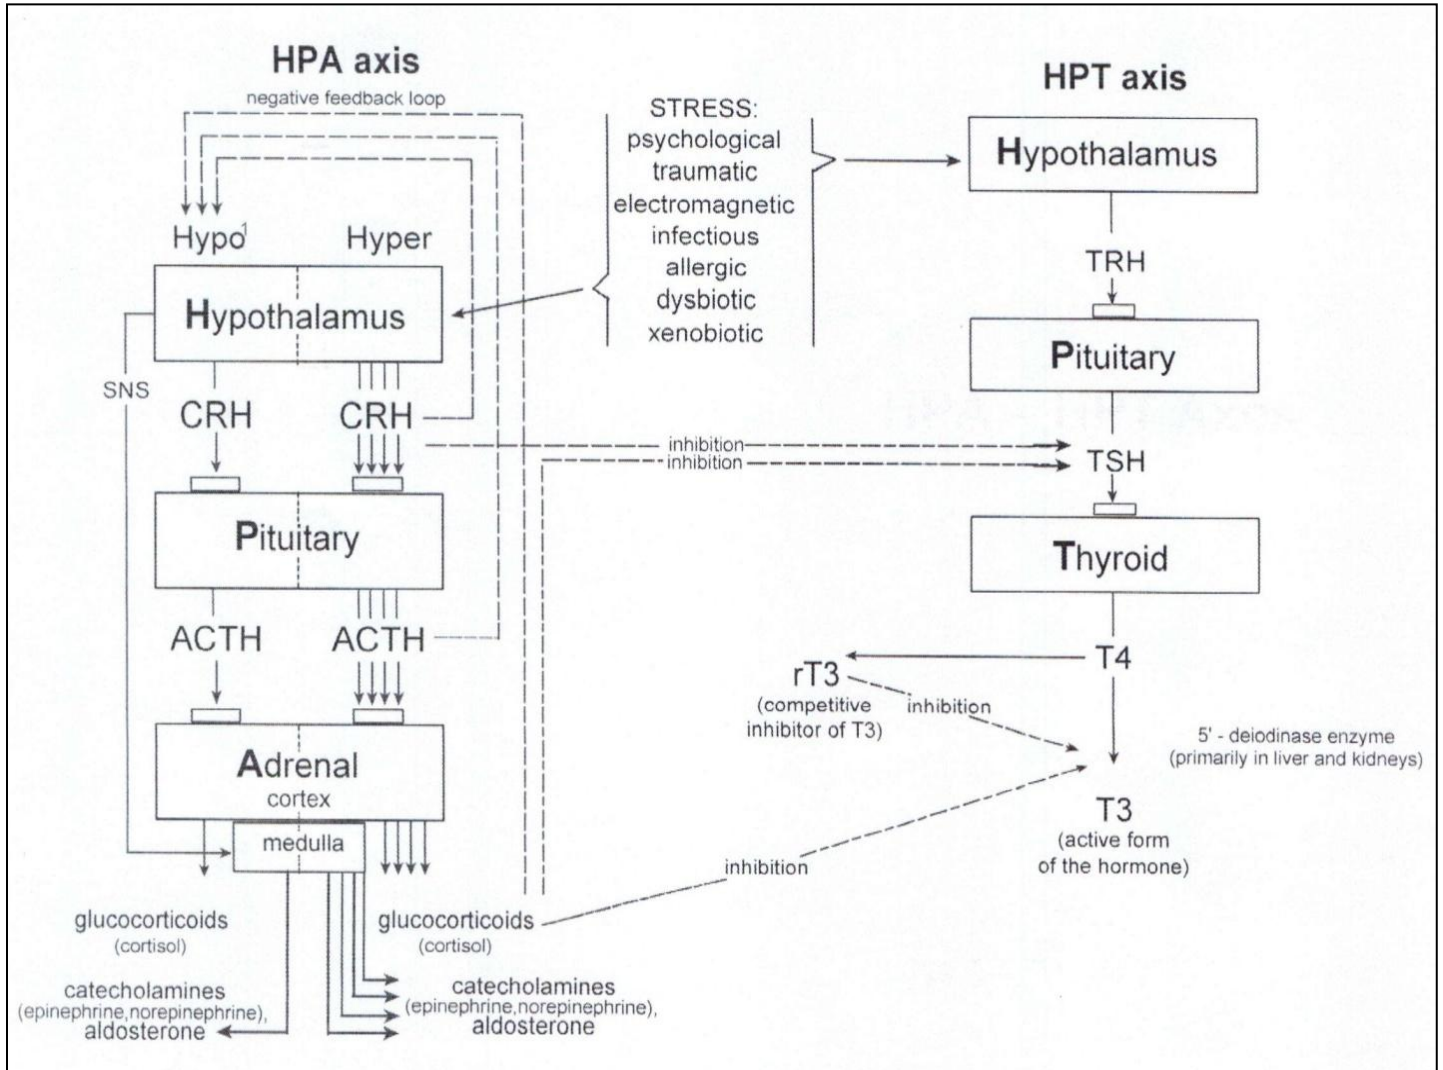 HPA axis
negative feedback loop
Hypo1 Hyper
Hypothalamus
SNS
CRH CRH
Pituitary
ACTH ACTH
Adrenal
cortex
medulla
glucocorticoids
(cortisol)
catecholamines
(epinephrine,norepinephrine),
aldosterone
glucocorticoids
(cortisol)
catecholamines
(epinephrine,norepinephrine),
aldosterone
STRESS:
psychological
traumatic
electromagnetic
infectious
allergic
dysbiotic
xenobiotic
inhibition
inhibition
HPT axis
Hypothalamus
TRH
Pituitary
TSH
Thyroid
T4
rT3
(competitive
inhibitor of T3)
inhibition
5' - deiodinase enzyme
(primarily in liver and kidneys)
T3
(active form
of the hormone)
inhibition